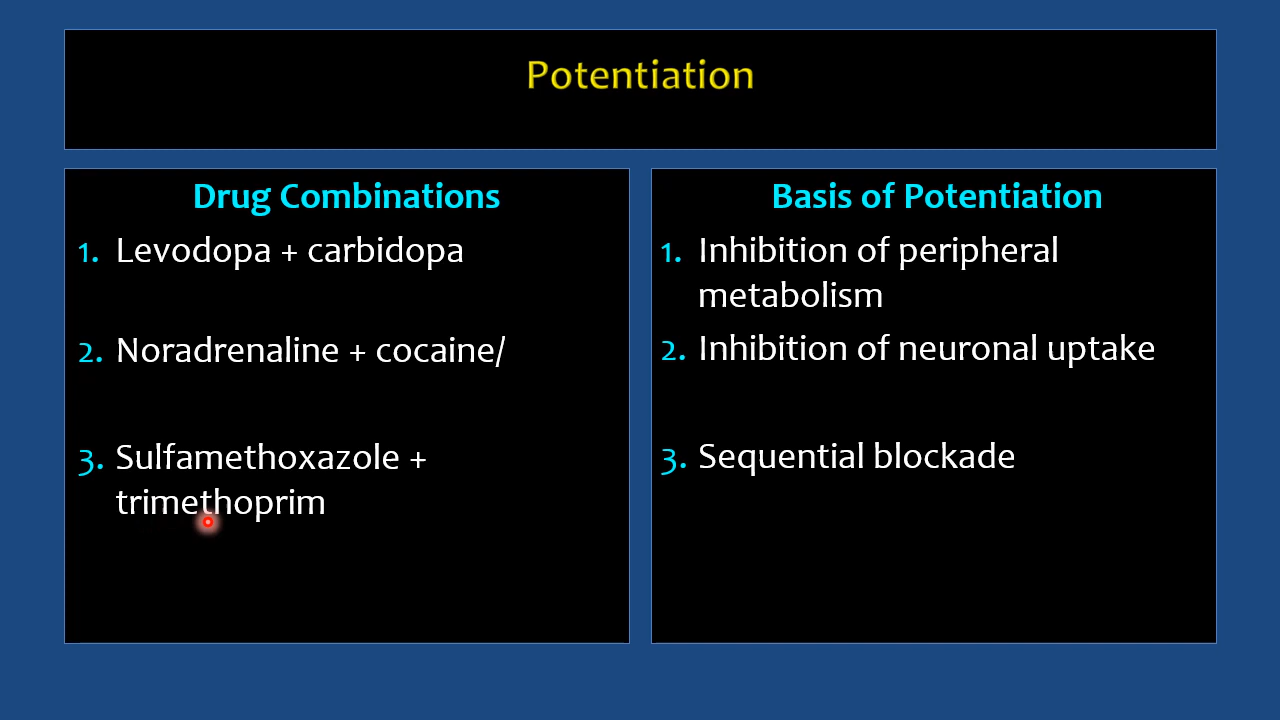 Potentiation
Drug Combinations
1. Levodopa + carbidopa
2. Noradrenaline + cocaine/
3. Sulfamethoxazole +
trimethoprim
Basis of Potentiation
1. Inhibition of peripheral
metabolism
2. Inhibition of neuronal uptake
3. Sequential blockade